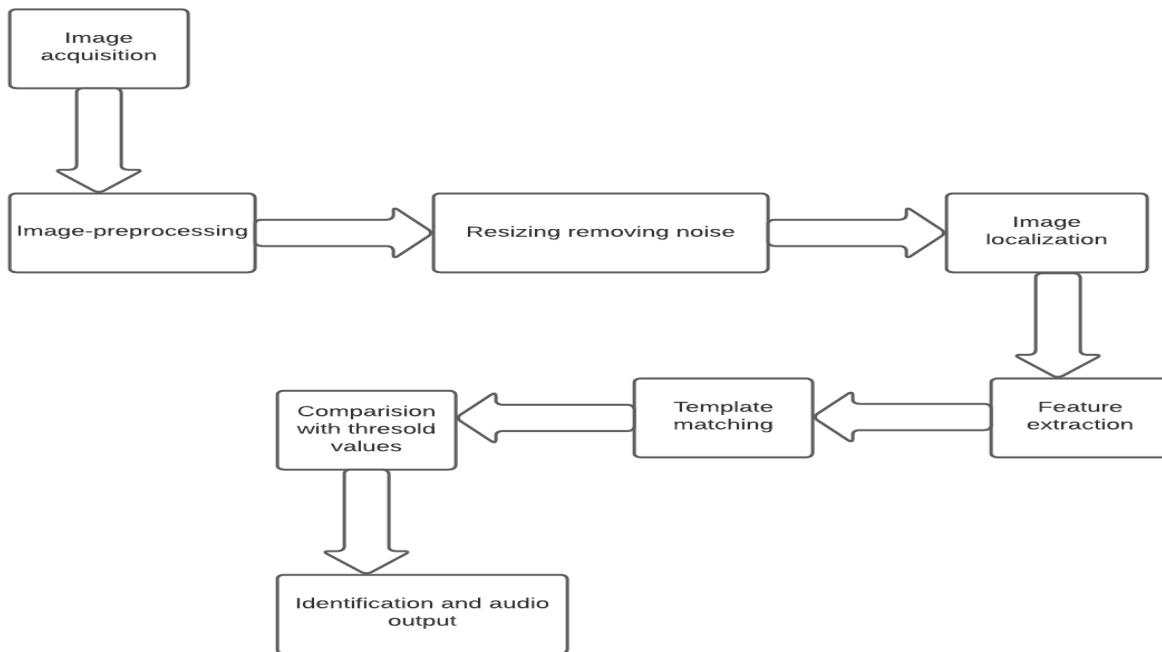 Image
acquisition
Image-preprocessing
Resizing removing noise
Image
localization
Feature
extraction
Template
matching
Comparision
with thresold
values
Identification and audio
output